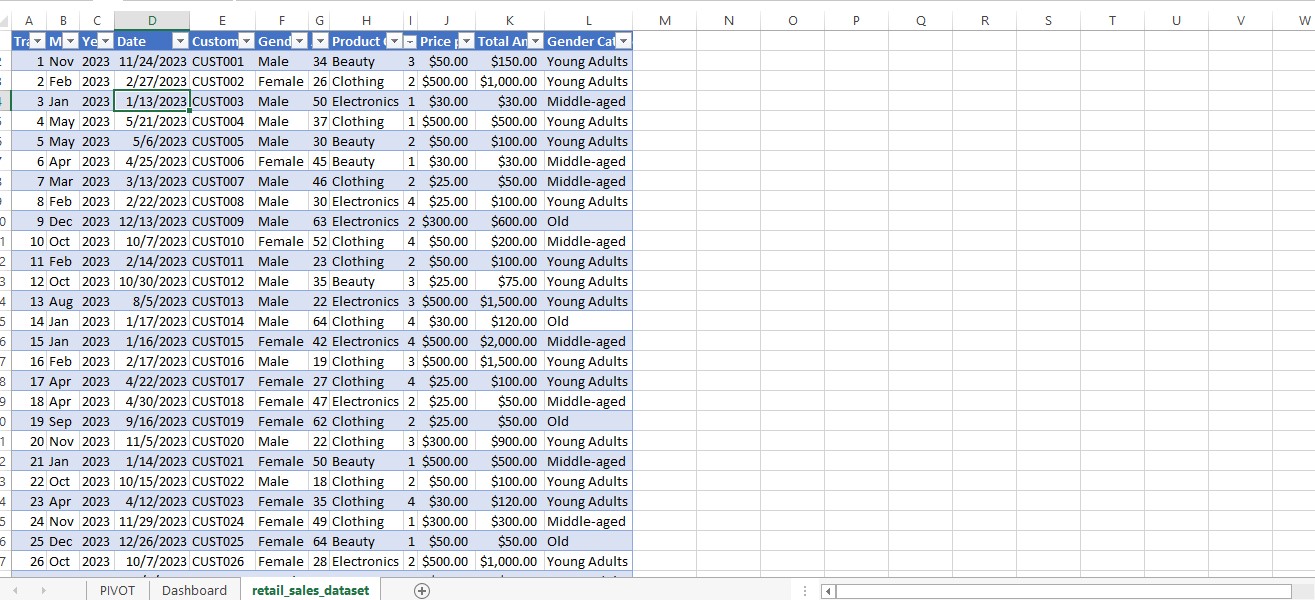 A B C D E F G H I J K L M N O P Q R S T U V W
Tra M Ye Date Custom Gend Product Price p Total An Gender Cat
1 Nov 2023 11/24/2023 CUST001 Male 34 Beauty 3 $50.00 $150.00 Young Adults
2 Feb 2023 2/27/2023 CUST002 Female 26 Clothing 2 $500.00 $1,000.00 Young Adults
3 Jan 2023 1/13/2023 CUST003 Male 50 Electronics 1 $30.00 $30.00 Middle-aged
4 May 2023 5/21/2023 CUST004 Male 37 Clothing 1 $500.00 $500.00 Young Adults
5 May 2023 5/6/2023 CUST005 Male 30 Beauty 2 $50.00 $100.00 Young Adults
6 Apr 2023 4/25/2023 CUST006 Female 45 Beauty 1 $30.00 $30.00 Middle-aged
7 Mar 2023 3/13/2023 CUST007 Male 46 Clothing 2 $25.00 $50.00 Middle-aged
8 Feb 2023 2/22/2023 CUST008 Male 30 Electronics 4 $25.00 $100.00 Young Adults
9 Dec 2023 12/13/2023 CUST009 Male 63 Electronics 2 $300.00 $600.00 Old
10 Oct 2023 10/7/2023 CUST010 Female 52 Clothing 4 $50.00 $200.00 Middle-aged
11 Feb 2023 2/14/2023 CUST011 Male 23 Clothing 2 $50.00 $100.00 Young Adults
12 Oct 2023 10/30/2023 CUST012 Male 35 Beauty 3 $25.00 $75.00 Young Adults
13 Aug 2023 8/5/2023 CUST013 Male 22 Electronics 3 $500.00 $1,500.00 Young Adults
14 Jan 2023 1/17/2023 CUST014 Male 64 Clothing 4 $30.00 $120.00 Old
15 Jan 2023 1/16/2023 CUST015 Female 42 Electronics 4 $500.00 $2,000.00 Middle-aged
16 Feb 2023 2/17/2023 CUST016 Male 19 Clothing 3 $500.00 $1,500.00 Young Adults
17 Apr 2023 4/22/2023 CUST017 Female 27 Clothing 4 $25.00 $100.00 Young Adults
18 Apr 2023 4/30/2023 CUST018 Female 47 Electronics 2 $25.00 $50.00 Middle-aged
19 Sep 2023 9/16/2023 CUST019 Female 62 Clothing 2 $25.00 $50.00 Old
20 Nov 2023 11/5/2023 CUST020 Male 22 Clothing 3 $300.00 $900.00 Young Adults
21 Jan 2023 1/14/2023 CUST021 Female 50 Beauty 1 $500.00 $500.00 Middle-aged
22 Oct 2023 10/15/2023 CUST022 Male 18 Clothing 2 $50.00 $100.00 Young Adults
23 Apr 2023 4/12/2023 CUST023 Female 35 Clothing 4 $30.00 $120.00 Young Adults
24 Nov 2023 11/29/2023 CUST024 Female 49 Clothing 1 $300.00 $300.00 Middle-aged
25 Dec 2023 12/26/2023 CUST025 Female 64 Beauty 1 $50.00 $50.00 Old
26 Oct 2023 10/7/2023 CUST026 Female 28 Electronics 2 $500.00 $1,000.00 Young Adults
PIVOT Dashboard retail_sales_dataset